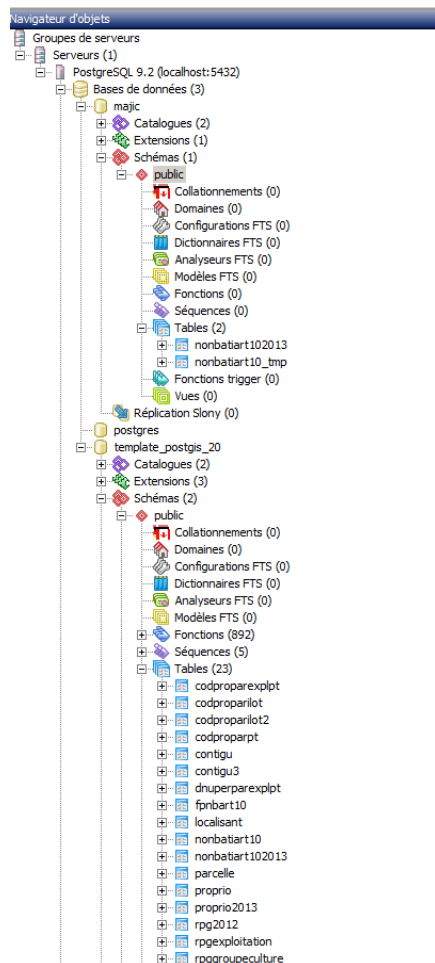 Navigateur d'objets
Groupes de serveurs
Serveurs (1)
PostgreSQL 9.2 (localhost:5432)
Bases de données (3)
majic
Catalogues (2)
Extensions (1)
Schémas (1)
public
Collationnements (0)
Domaines (0)
Configurations FTS (0)
Dictionnaires FTS (0)
Analyseurs FTS (0)
Modèles FTS (0)
Fonctions (0)
Séquences (0)
Tables (2)
nonbatiart102013
nonbatiart10_tmp
Fonctions trigger (0)
Vues (0)
Réplication Slony (0)
postgres
template_postgis_20
Catalogues (2)
Extensions (3)
Schémas (2)
public
Collationnements (0)
Domaines (0)
Configurations FTS (0)
Dictionnaires FTS (0)
Analyseurs FTS (0)
Modèles FTS (0)
Fonctions (892)
Séquences (5)
Tables (23)
codproparexplpt
codproparilot
codproparilot2
codproparpt
contigu
contigu3
dnuperparexplpt
fpnbart10
localisant
nonbatiart10
nonbatiart102013
parcelle
proprio
proprio2013
rpg2012
rpgexploitation
rpggroupeculture